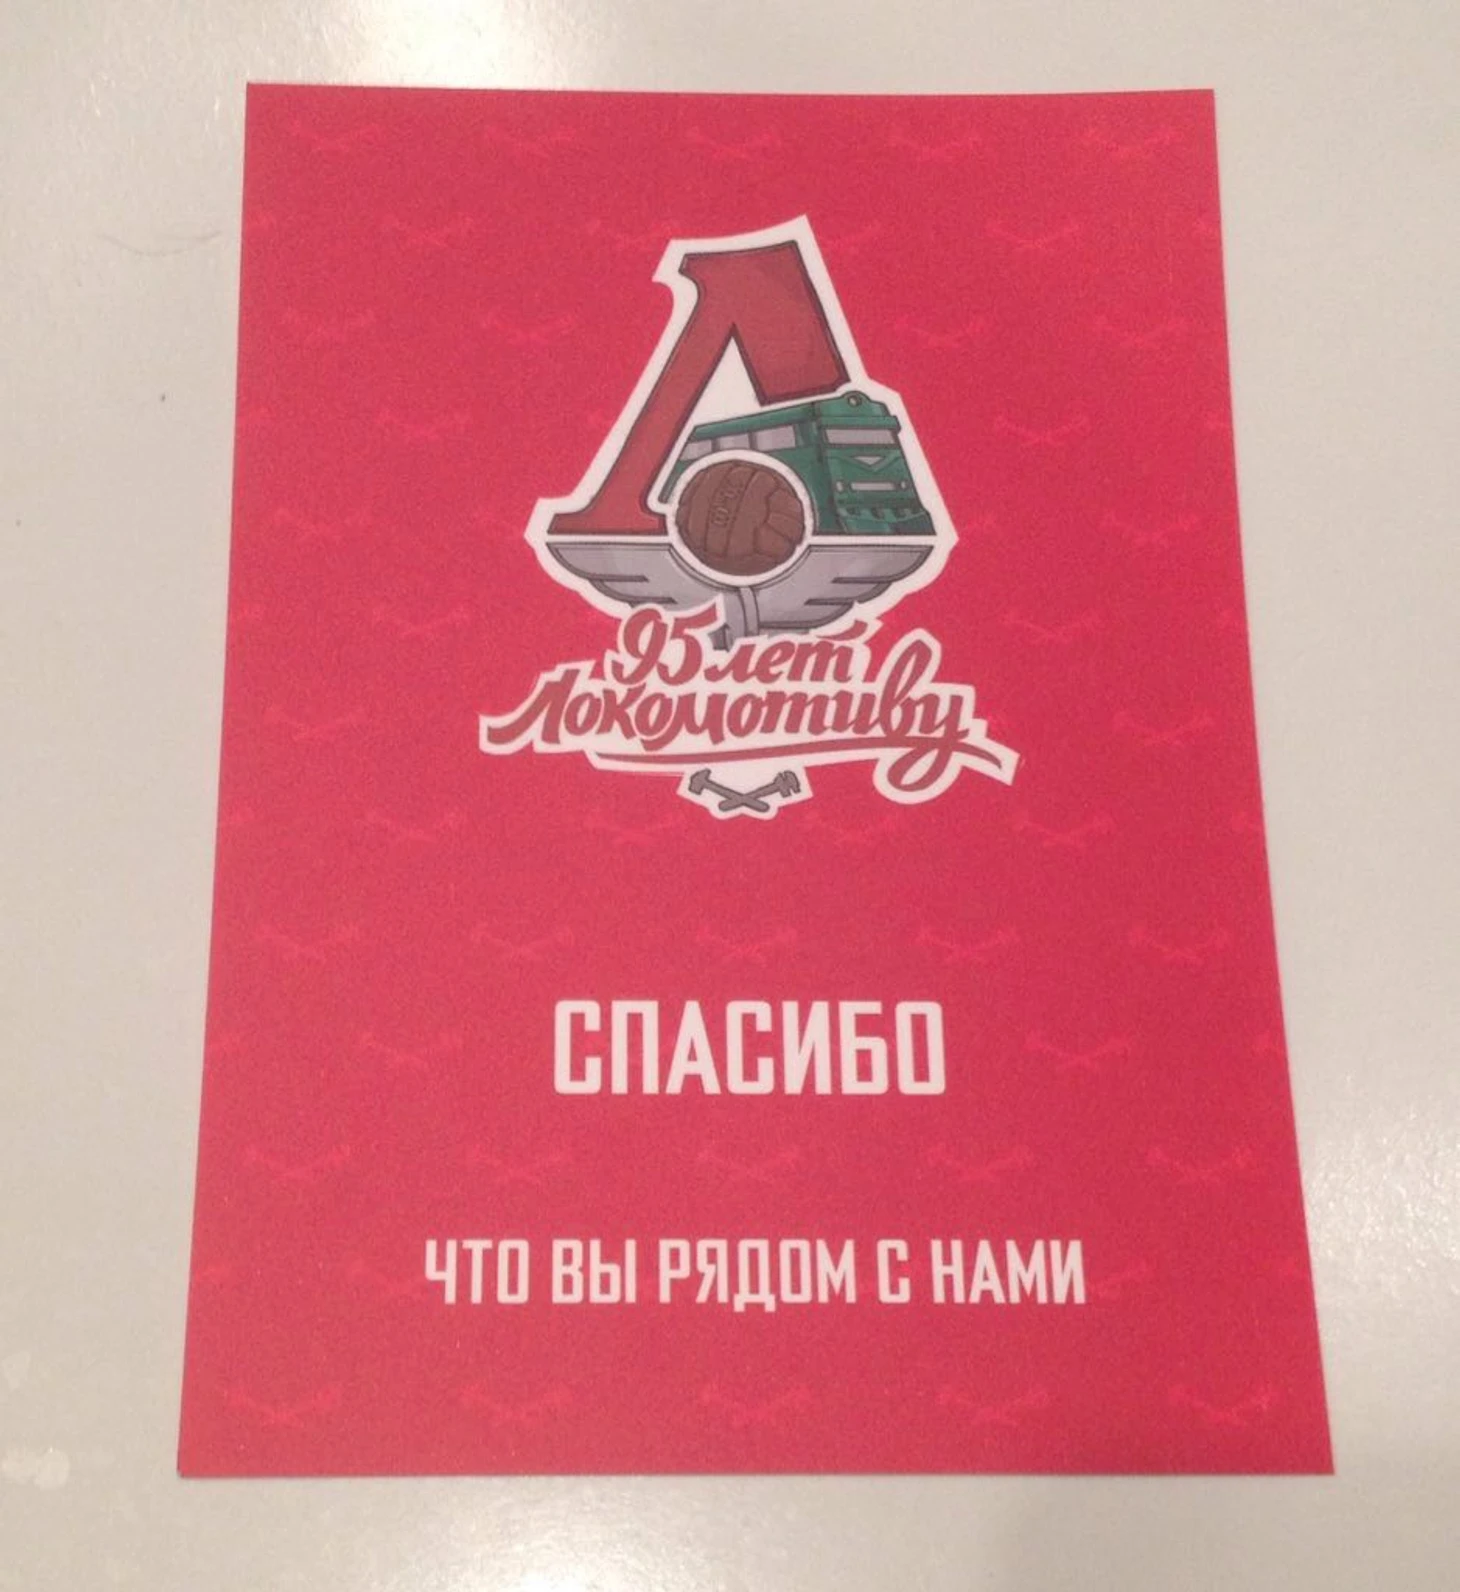 95 лет
Локомотиву
СПАСИБО
ЧТО ВЫ РЯДОМ С НАМИ